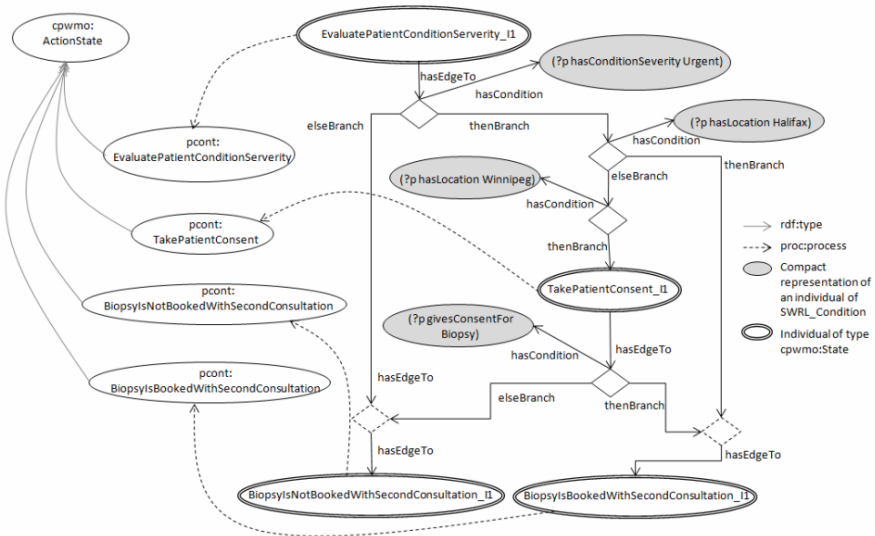 cpwmo:
ActionState
EvaluatePatientConditionServerity_I1
hasEdgeTo
(?p hasConditionSeverity Urgent)
hasCondition
elseBranch
thenBranch
(?p hasLocation Halifax)
hasCondition
pcont:
EvaluatePatientConditionServerity
elseBranch
thenBranch
(?p hasLocation Winnipeg)
hasCondition
pcont:
TakePatientConsent
thenBranch
rdf:type
proc:process
Compact
representation of
an individual of
SWRL_Condition
Individual of type
cpwmo:State
TakePatientConsent_I1
pcont:
BiopsyIsNotBookedWithSecondConsultation
(?p givesConsentFor
Biopsy)
hasCondition
hasEdgeTo
pcont:
BiopsyIsBookedWithSecondConsultation
hasEdgeTo
elseBranch
thenBranch
hasEdgeTo
hasEdgeTo
BiopsyIsNotBookedWithSecondConsultation_I1
BiopsyIsBookedWithSecondConsultation_I1